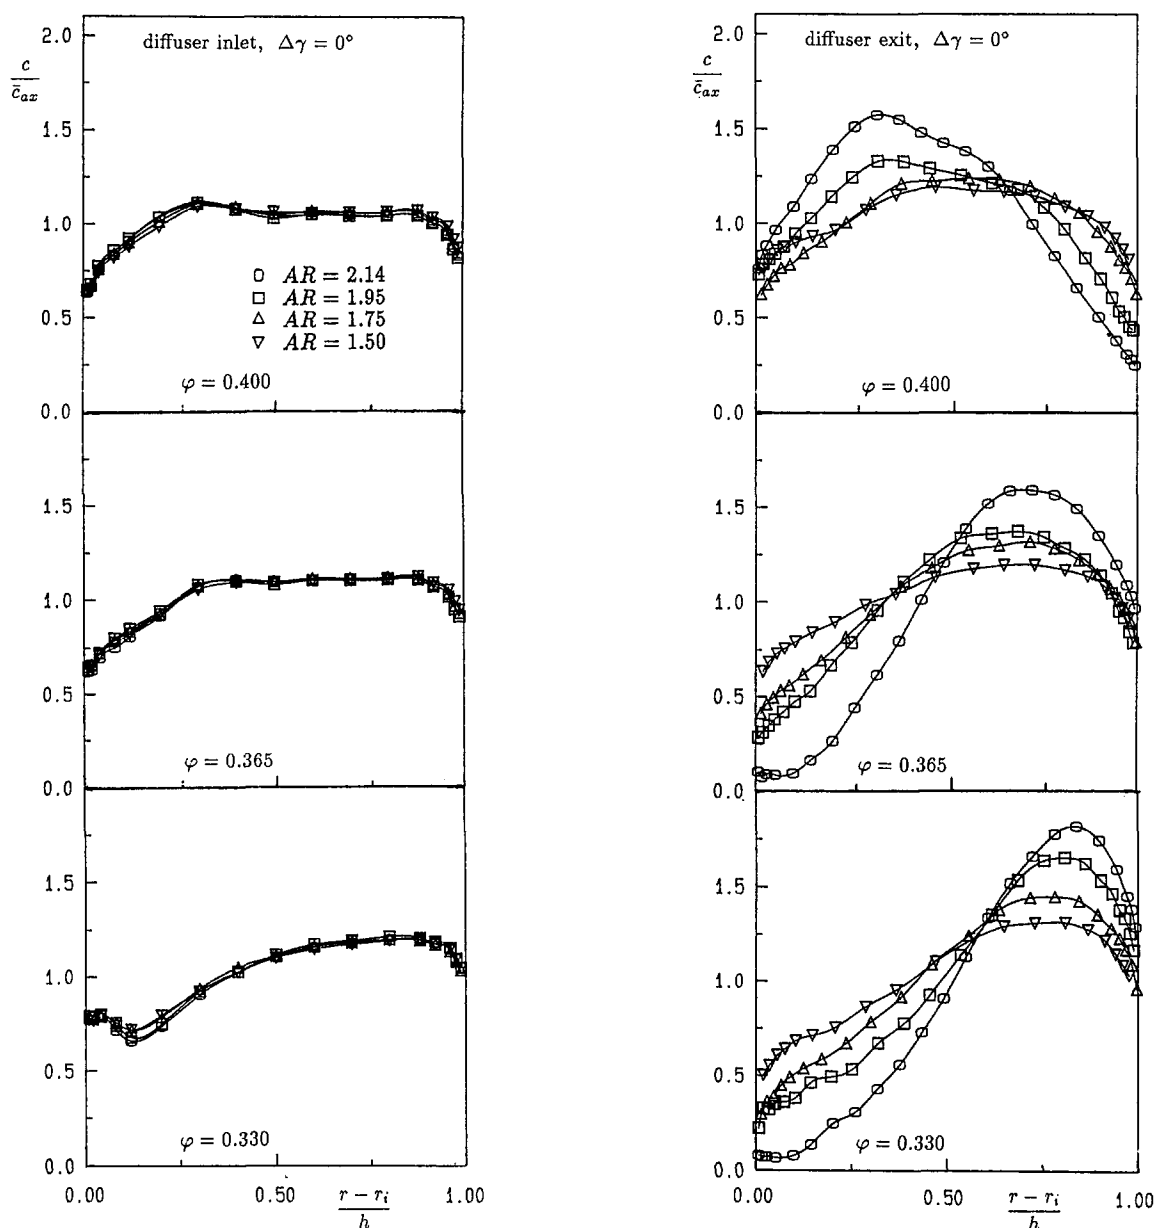 diffuser inlet, Δγ = 0°
c
c̄ax
2.0
1.5
1.0
0.5
0.0
AR = 2.14
AR = 1.95
AR = 1.75
AR = 1.50
φ = 0.400
1.5
1.0
0.5
0.0
φ = 0.365
1.5
1.0
0.5
0.0
φ = 0.330
0.00
0.50
1.00
r − ri
h
diffuser exit, Δγ = 0°
c
c̄ax
2.0
1.5
1.0
0.5
0.0
φ = 0.400
1.5
1.0
0.5
0.0
φ = 0.365
1.5
1.0
0.5
0.0
φ = 0.330
0.00
0.50
1.00
r − ri
h